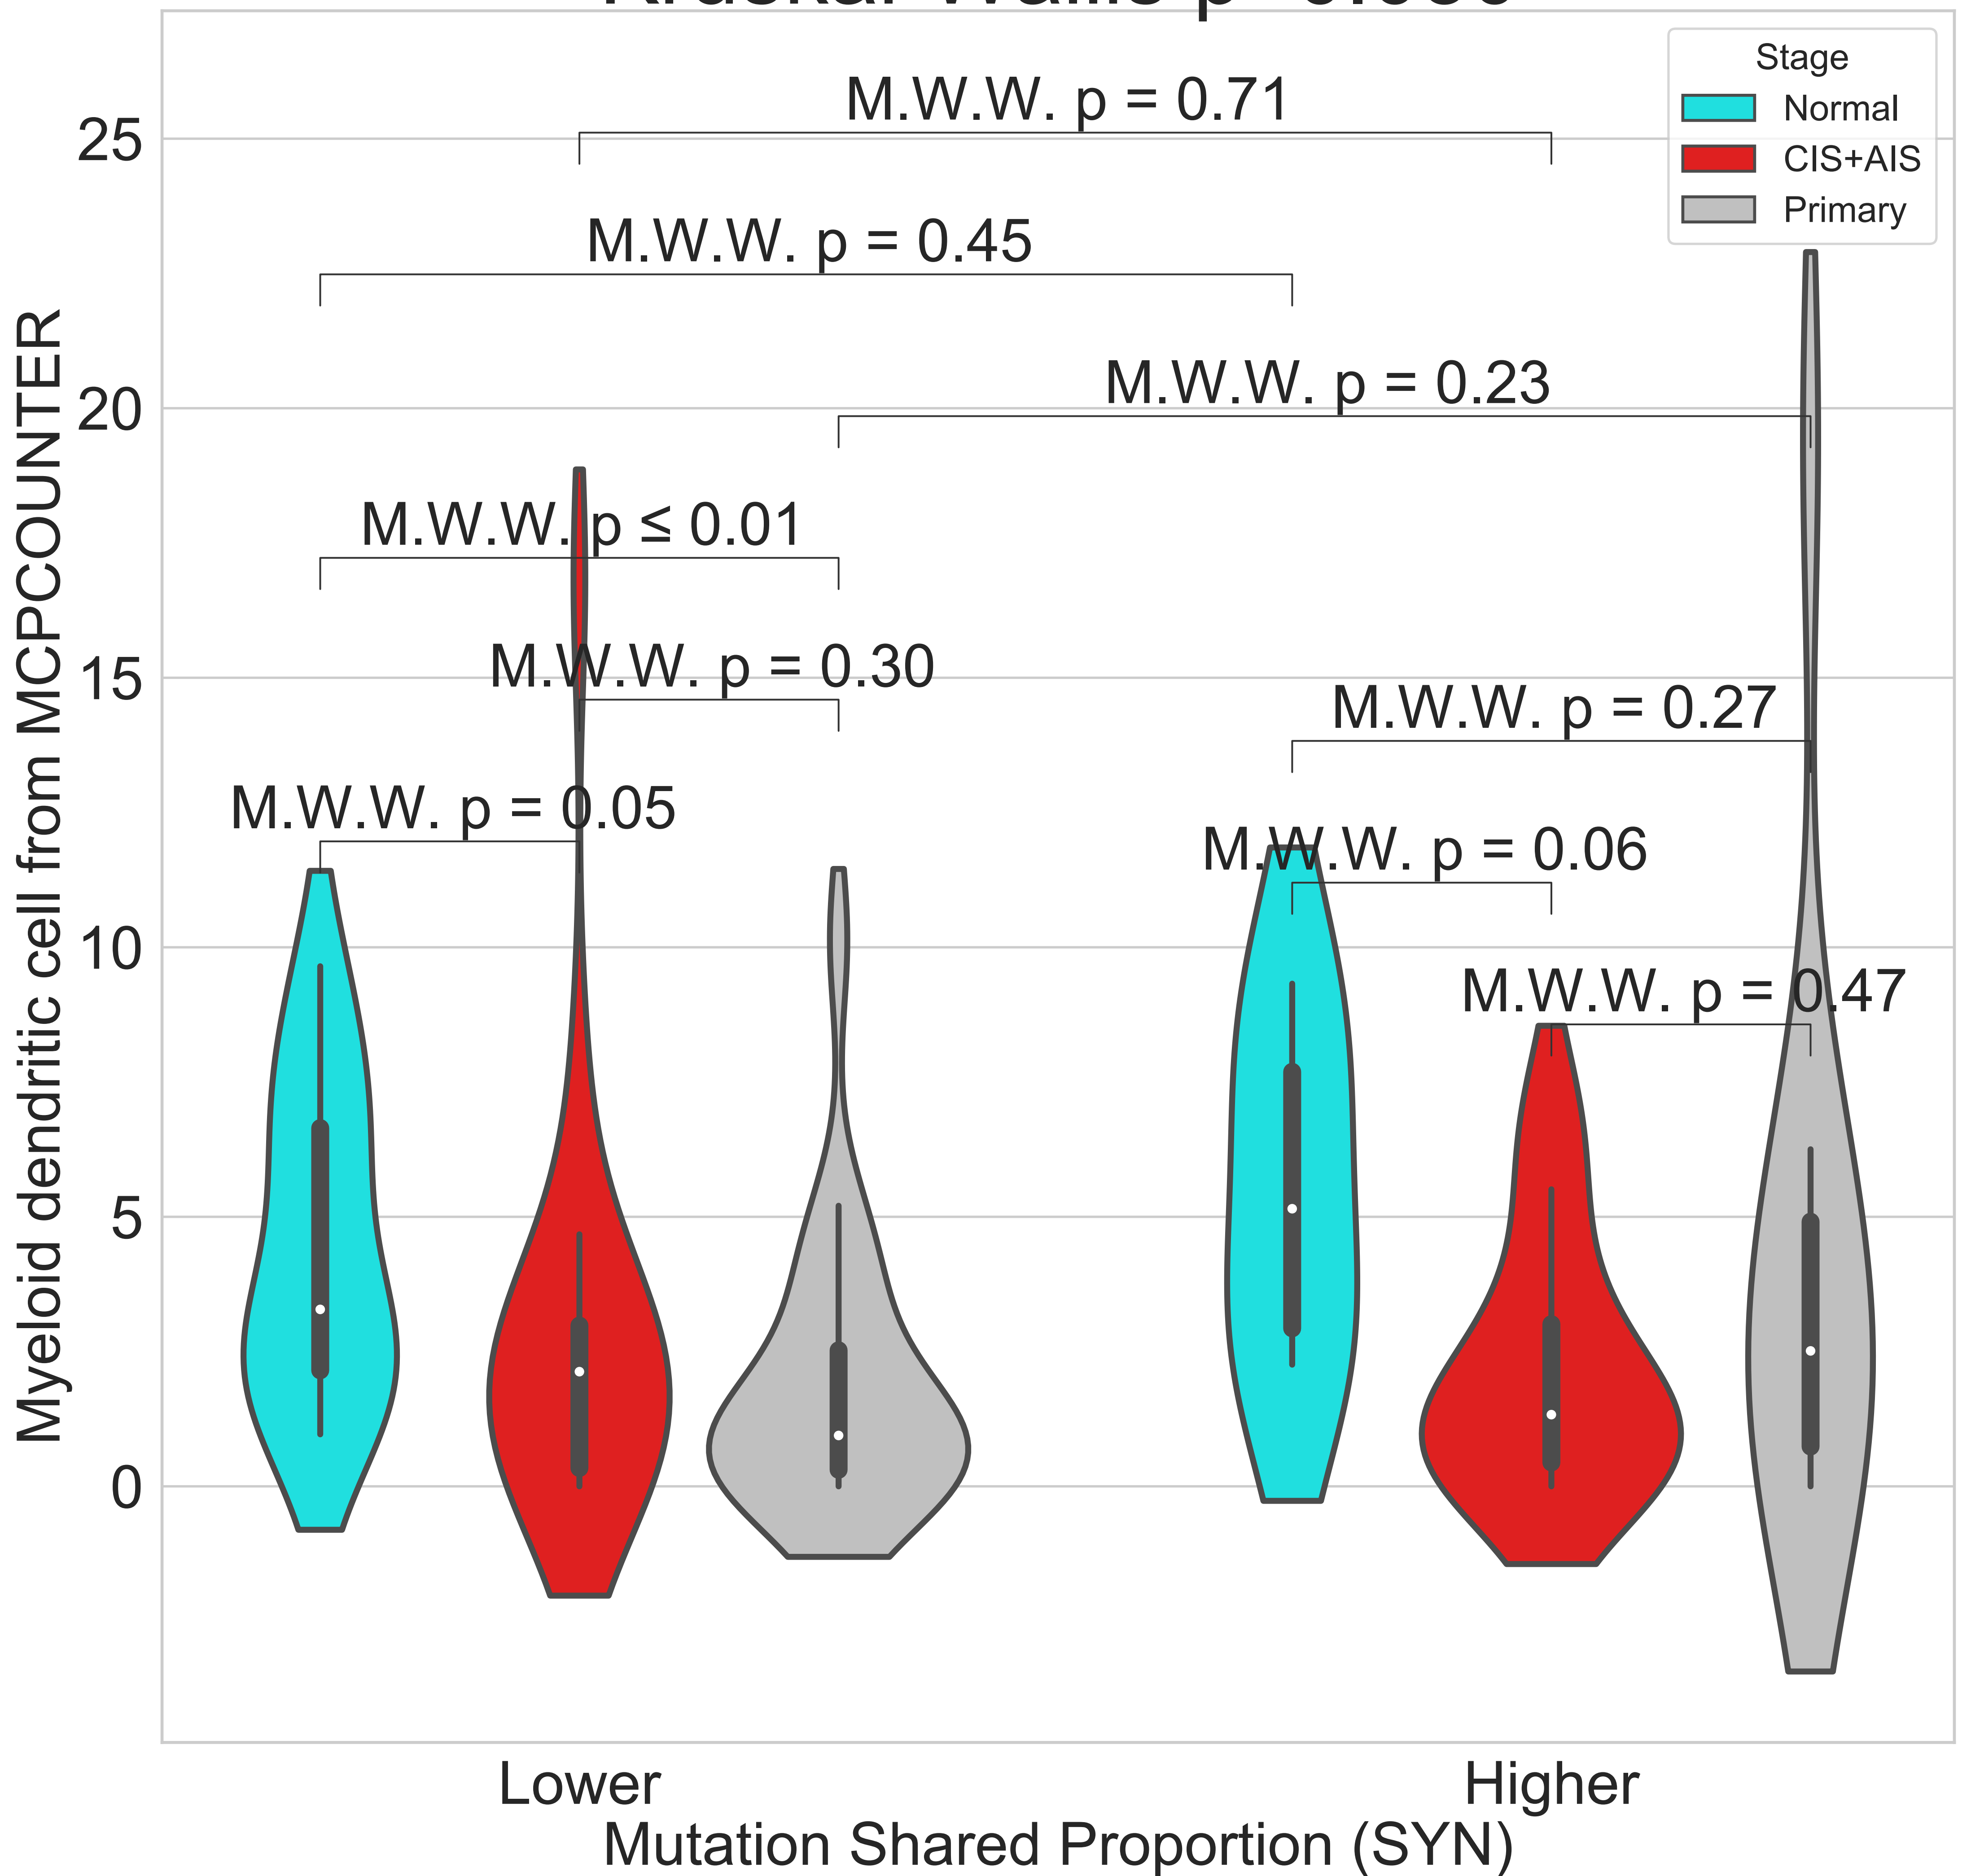 Stage
Normal
CIS+AIS
Primary
M.W.W. p = 0.71
M.W.W. p = 0.45
M.W.W. p = 0.23
M.W.W. p ≤ 0.01
M.W.W. p = 0.30
M.W.W. p = 0.27
M.W.W. p = 0.05
M.W.W. p = 0.06
M.W.W. p = 0.47
25
20
15
10
5
0
Myeloid dendritic cell from MCPCOUNTER
Lower
Higher
Mutation Shared Proportion (SYN)